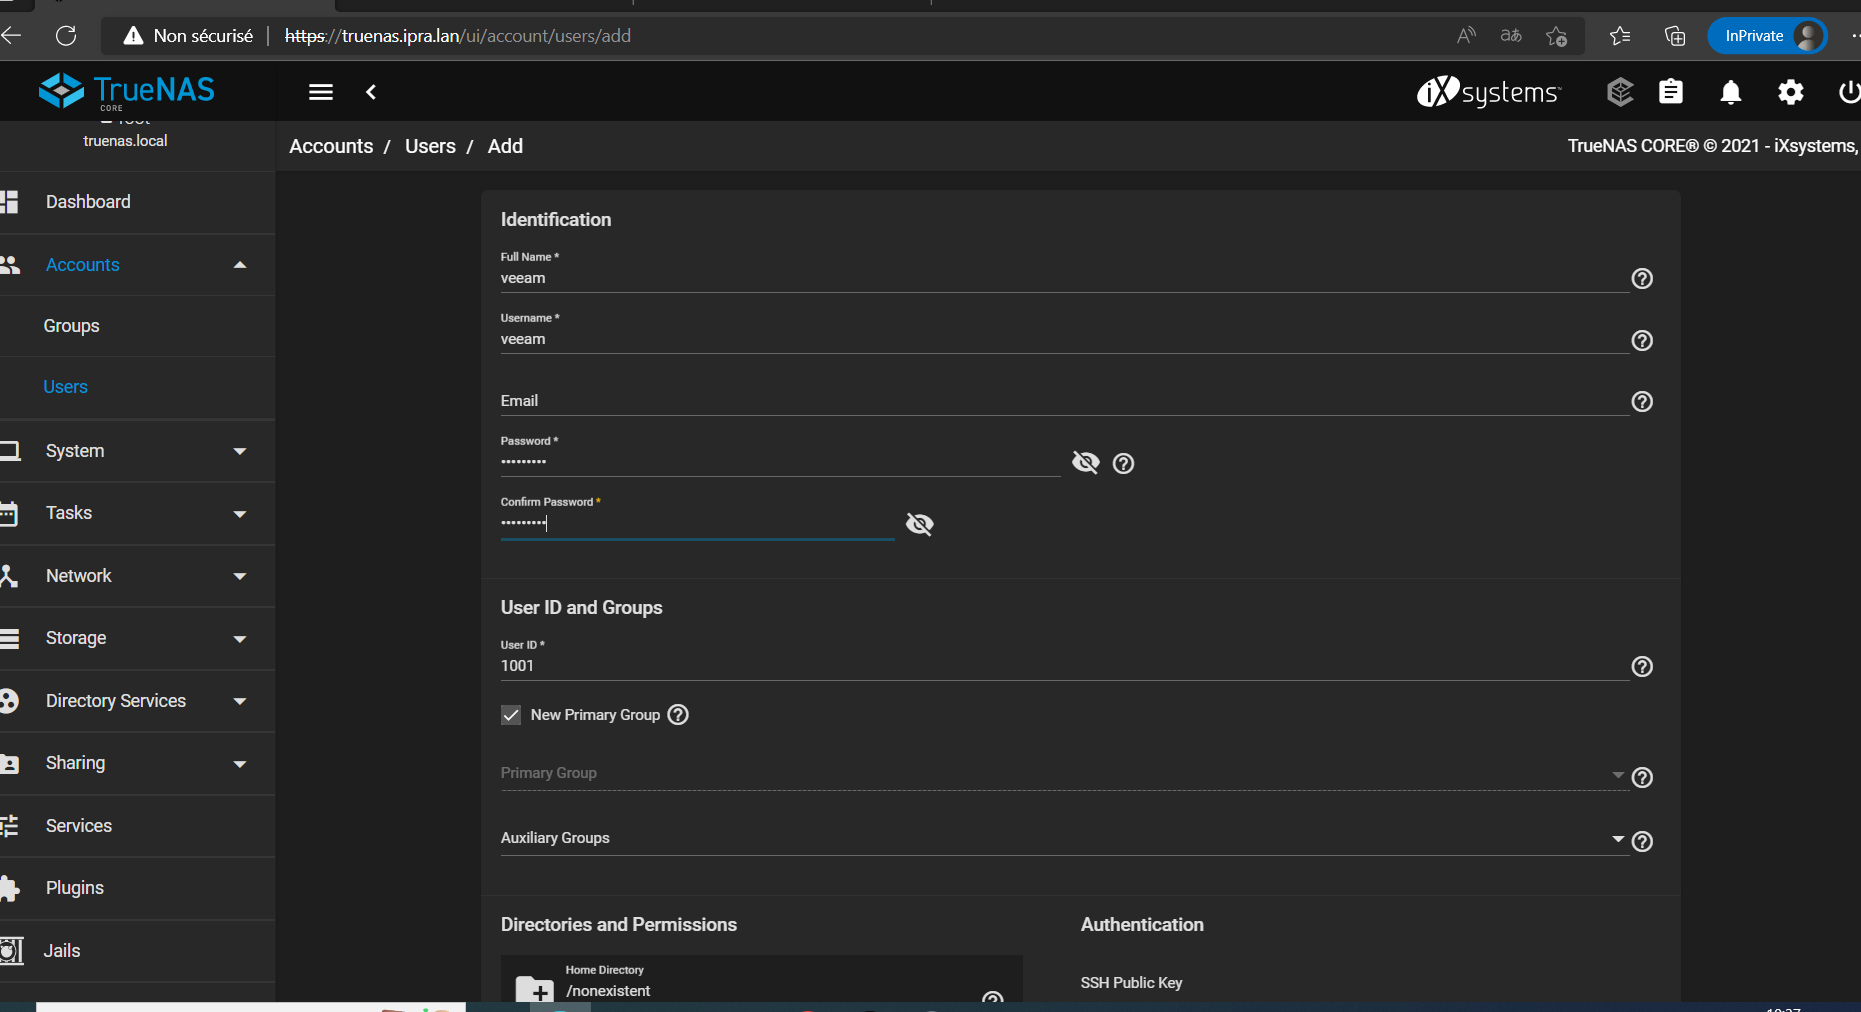 Non sécurisé | https://truenas.ipra.lan/ui/account/users/add
InPrivate
TrueNAS
CORE
iXsystems
root
truenas.local
Accounts / Users / Add
TrueNAS CORE® © 2021 - iXsystems,
Dashboard
Accounts
Groups
Users
System
Tasks
Network
Storage
Directory Services
Sharing
Services
Plugins
Jails
Identification
Full Name *
veeam
Username *
veeam
Email
Password *
•••••••••
Confirm Password *
•••••••••
User ID and Groups
User ID *
1001
New Primary Group
Primary Group
Auxiliary Groups
Directories and Permissions
Home Directory
/nonexistent
Authentication
SSH Public Key